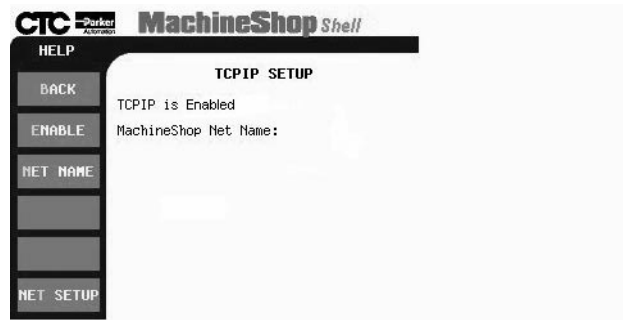 CTC Parker Automation MachineShop Shell
HELP
TCPIP SETUP
BACK
TCPIP is Enabled
ENABLE
MachineShop Net Name:
NET NAME
NET SETUP